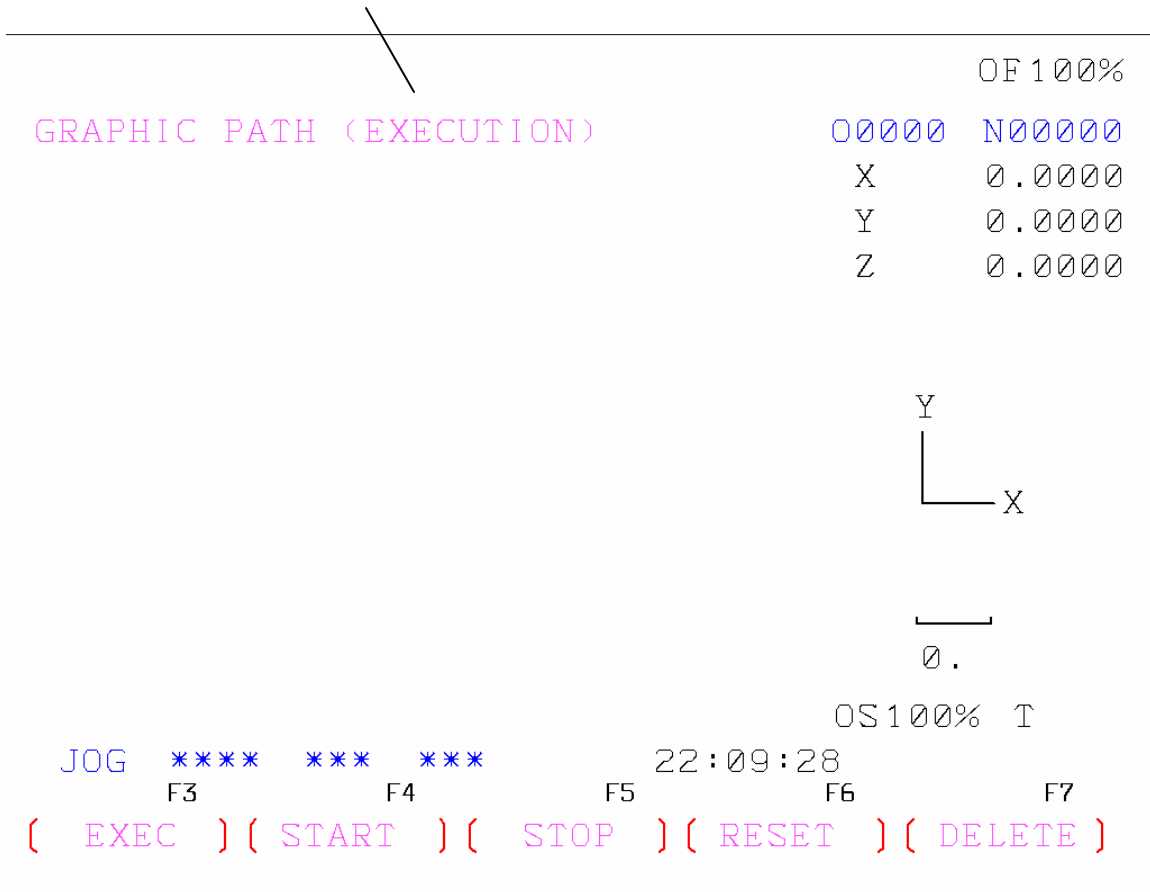 OF100%
GRAPHIC PATH (EXECUTION) O0000 N00000
X 0.0000
Y 0.0000
Z 0.0000
Y
X
0.
OS100% T
JOG **** *** *** 22:09:28
F3 F4 F5 F6 F7
( EXEC )( START )( STOP )( RESET )( DELETE )